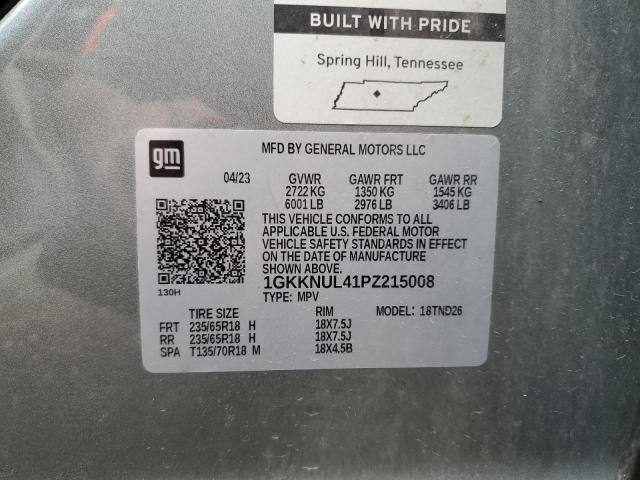 BUILT WITH PRIDE
Spring Hill, Tennessee
gm
MFD BY GENERAL MOTORS LLC
04/23 GVWR GAWR FRT GAWR RR
2722 KG 1350 KG 1545 KG
6001 LB 2976 LB 3406 LB
THIS VEHICLE CONFORMS TO ALL
APPLICABLE U.S. FEDERAL MOTOR
VEHICLE SAFETY STANDARDS IN EFFECT
ON THE DATE OF MANUFACTURE
SHOWN ABOVE.
1GKKNUL41PZ215008
130H TYPE: MPV
TIRE SIZE RIM MODEL: 18TND26
FRT 235/65R18 H 18X7.5J
RR 235/65R18 H 18X7.5J
SPA T135/70R18 M 18X4.5B